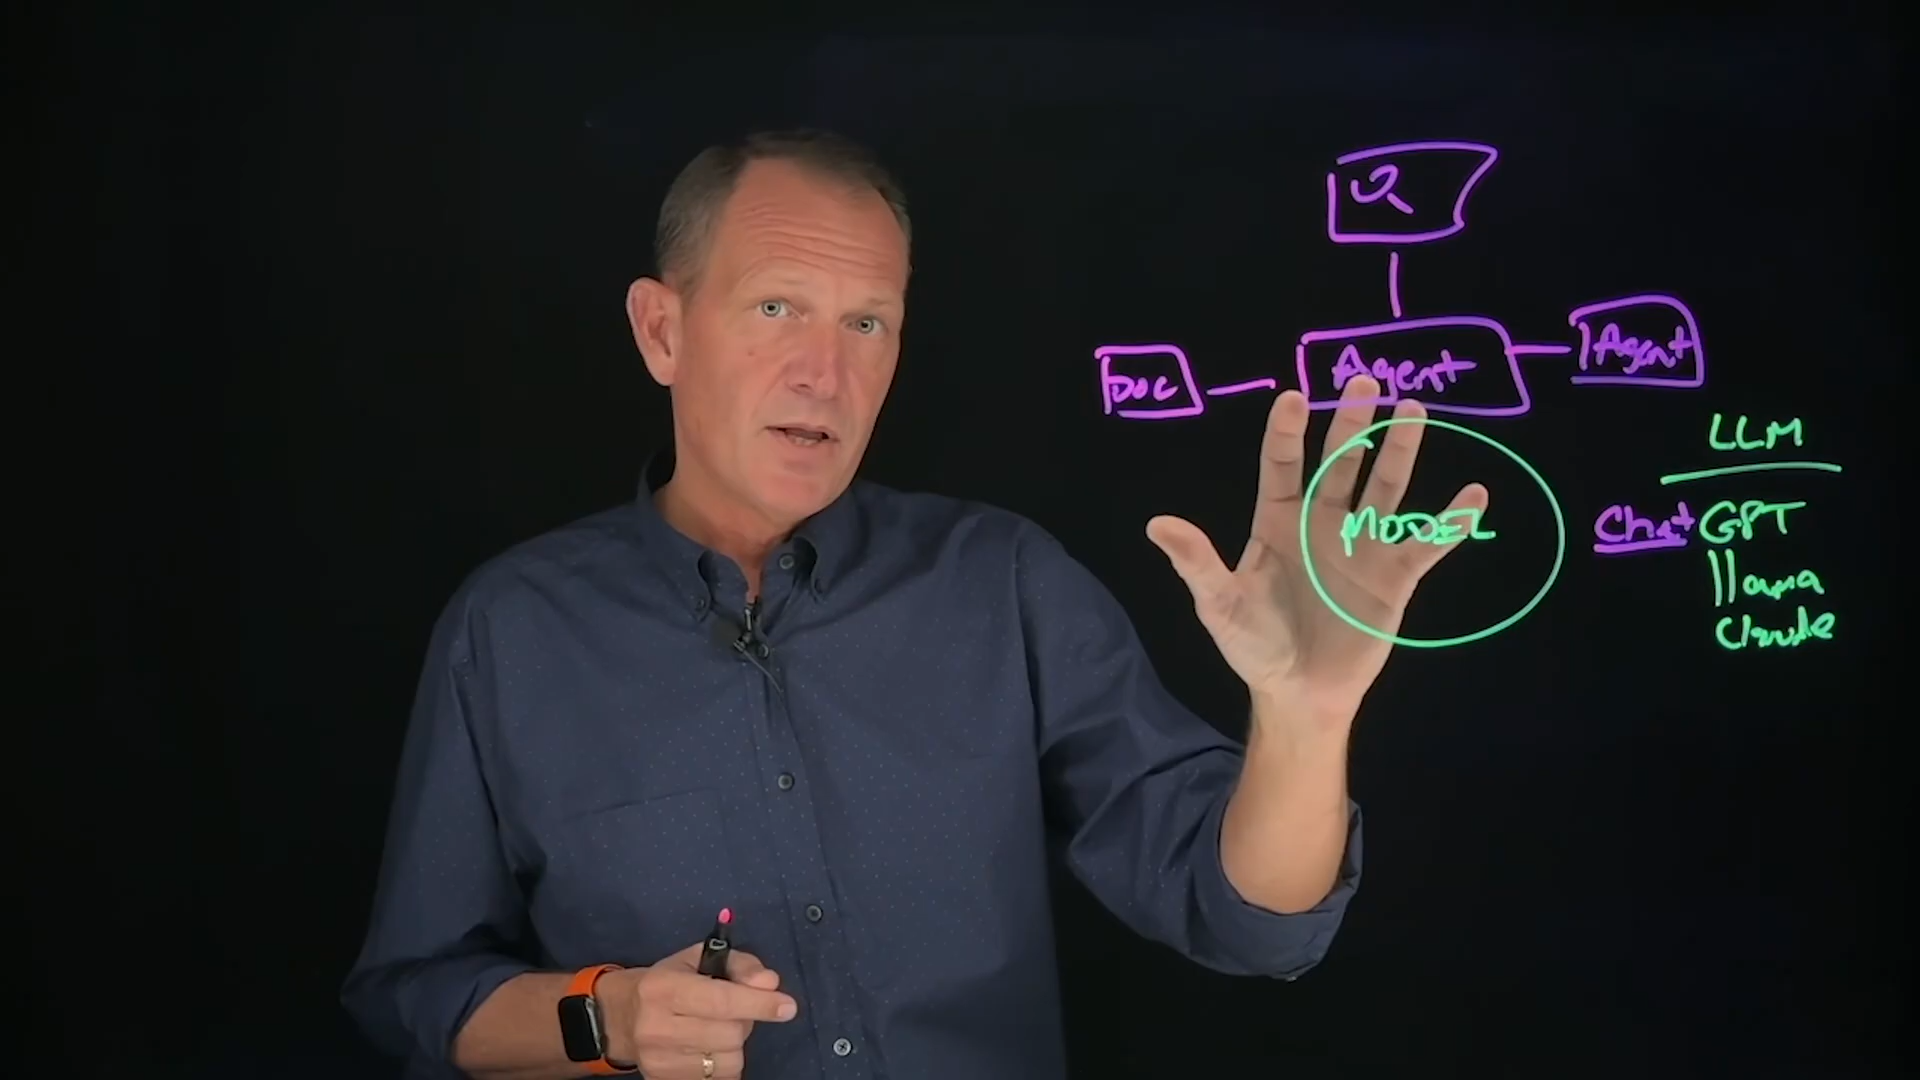 Doc
Agent
Agent
MODEL
LLM
Chat GPT
llama
Claude